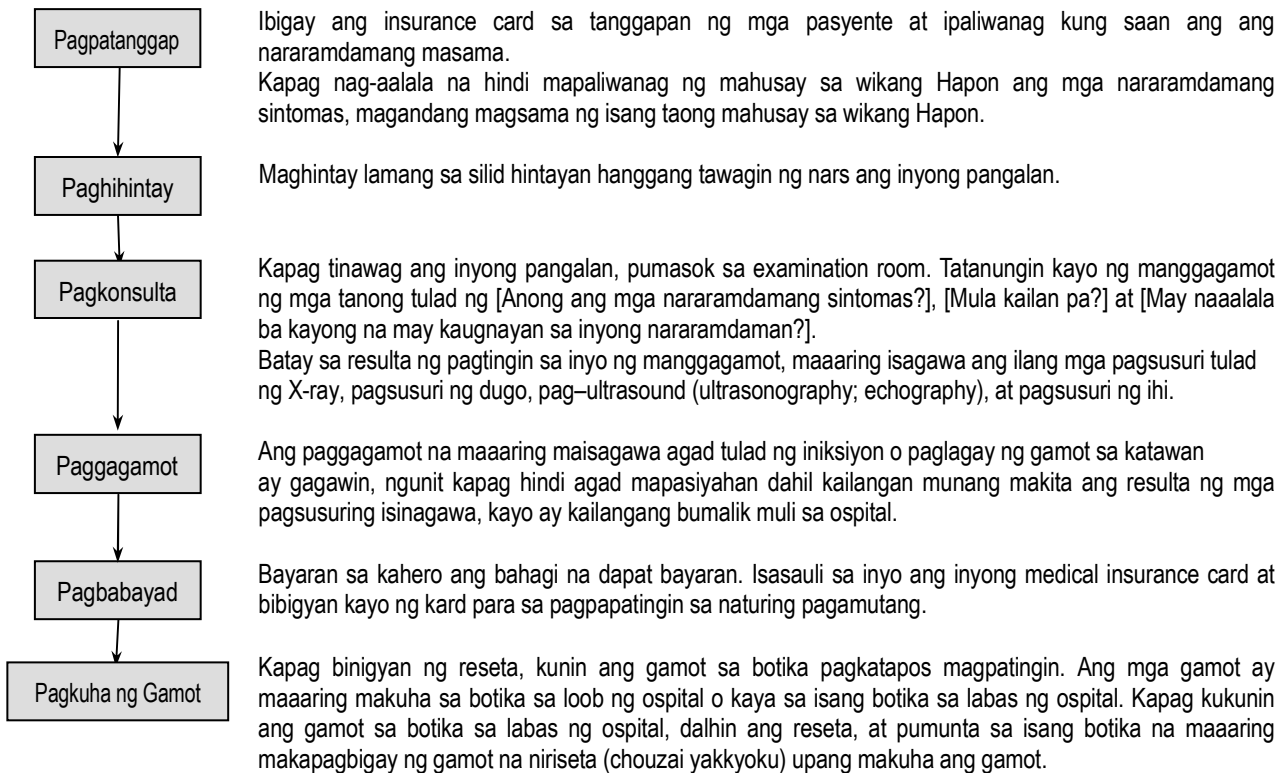 Pagpatanggap
Ibigay ang insurance card sa tanggapan ng mga pasyente at ipaliwanag kung saan ang ang
nararamdamang masama.
Kapag nag-aalala na hindi mapaliwanag ng mahusay sa wikang Hapon ang mga nararamdamang
sintomas, magandang magsama ng isang taong mahusay sa wikang Hapon.
Paghihintay
Maghintay lamang sa silid hintayan hanggang tawagin ng nars ang inyong pangalan.
Pagkonsulta
Kapag tinawag ang inyong pangalan, pumasok sa examination room. Tatanungin kayo ng manggagamot
ng mga tanong tulad ng [Anong ang mga nararamdamang sintomas?], [Mula kailan pa?] at [May naaalala
ba kayong na may kaugnayan sa inyong nararamdaman?].
Batay sa resulta ng pagtingin sa inyo ng manggagamot, maaaring isagawa ang ilang mga pagsusuri tulad
ng X-ray, pagsusuri ng dugo, pag–ultrasound (ultrasonography; echography), at pagsusuri ng ihi.
Paggagamot
Ang paggagamot na maaaring maisagawa agad tulad ng iniksiyon o paglagay ng gamot sa katawan
ay gagawin, ngunit kapag hindi agad mapasiyahan dahil kailangan munang makita ang resulta ng mga
pagsusuring isinagawa, kayo ay kailangang bumalik muli sa ospital.
Pagbabayad
Bayaran sa kahero ang bahagi na dapat bayaran. Isasauli sa inyo ang inyong medical insurance card at
bibigyan kayo ng kard para sa pagpapatingin sa naturing pagamutang.
Pagkuha ng Gamot
Kapag binigyan ng reseta, kunin ang gamot sa botika pagkatapos magpatingin. Ang mga gamot ay
maaaring makuha sa botika sa loob ng ospital o kaya sa isang botika sa labas ng ospital. Kapag kukunin
ang gamot sa botika sa labas ng ospital, dalhin ang reseta, at pumunta sa isang botika na maaaring
makapagbigay ng gamot na niriseta (chouzai yakkyoku) upang makuha ang gamot.